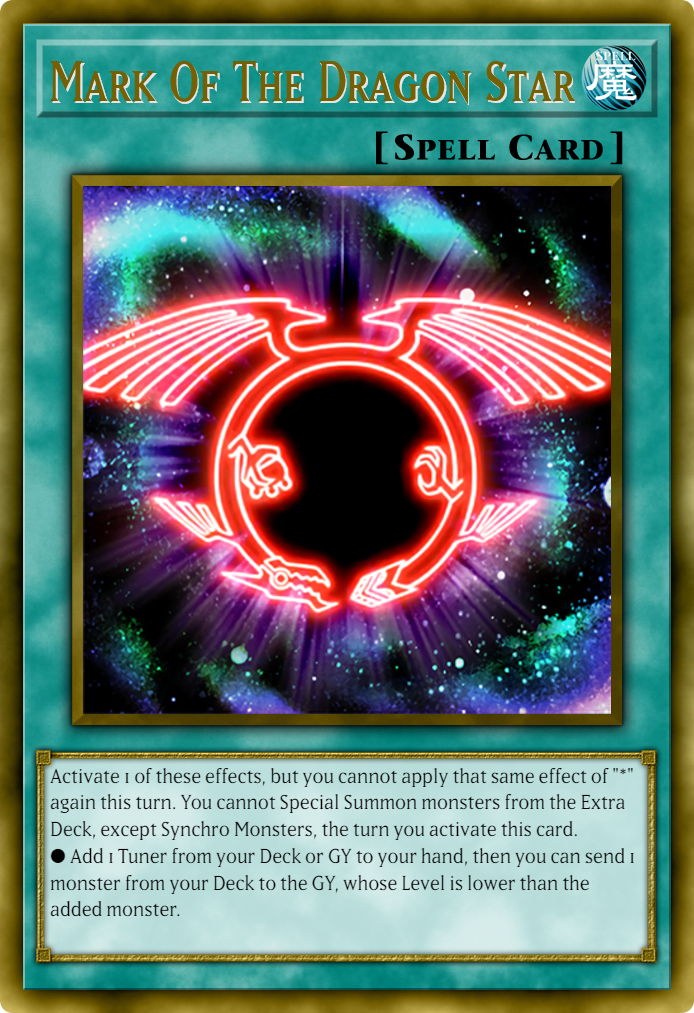 Mark Of The Dragon Star
SPELL
魔
[Spell Card]
Activate 1 of these effects, but you cannot apply that same effect of "*"
again this turn. You cannot Special Summon monsters from the Extra
Deck, except Synchro Monsters, the turn you activate this card.
● Add 1 Tuner from your Deck or GY to your hand, then you can send 1
monster from your Deck to the GY, whose Level is lower than the
added monster.